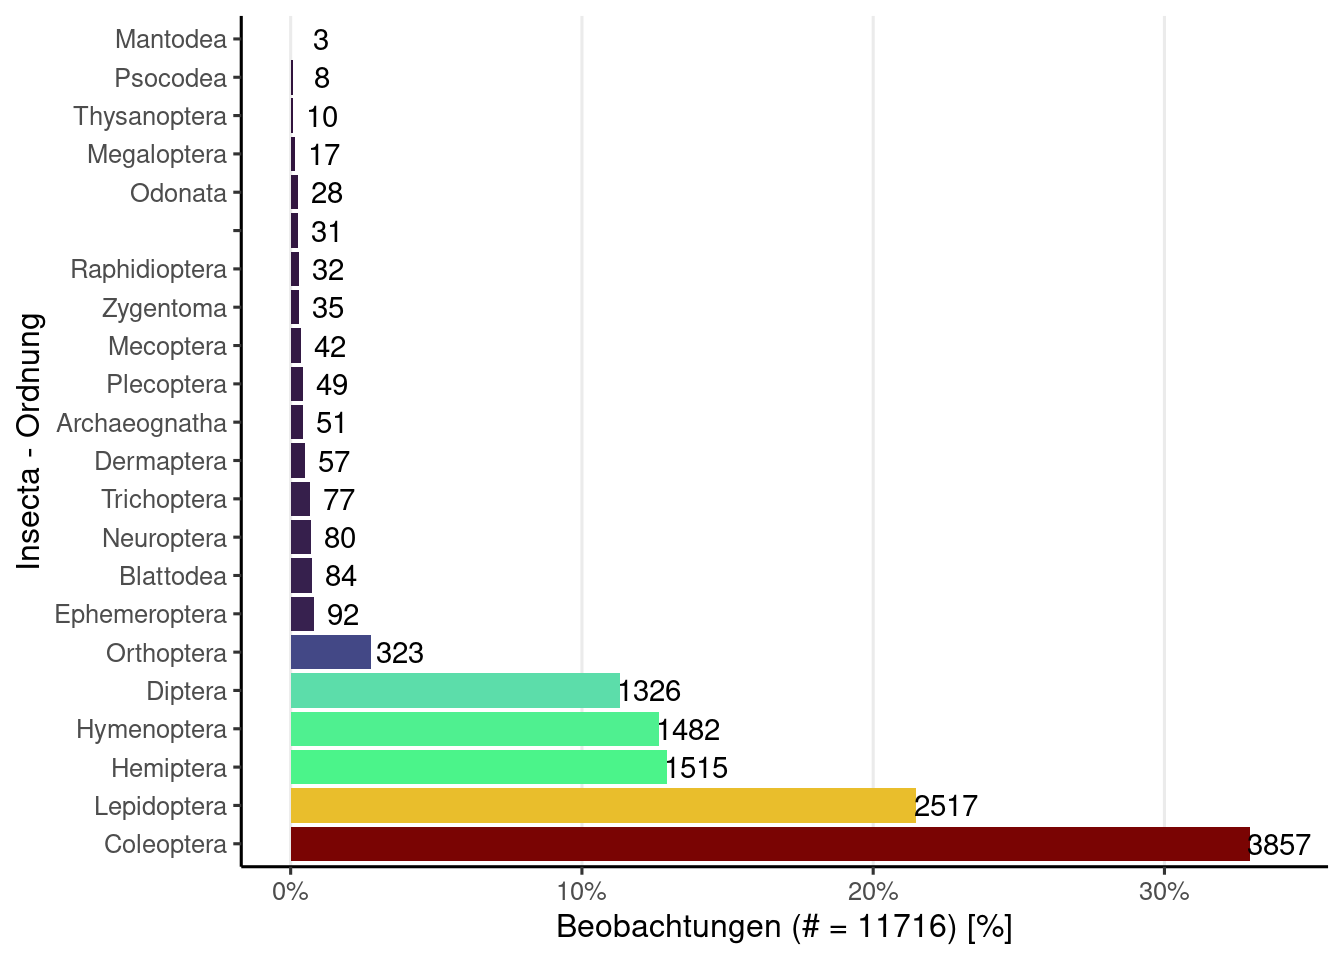 Insecta - Ordnung
Mantodea 3
Psocodea 8
Thysanoptera 10
Megaloptera 17
Odonata 28
31
Raphidioptera 32
Zygentoma 35
Mecoptera 42
Plecoptera 49
Archaeognatha 51
Dermaptera 57
Trichoptera 77
Neuroptera 80
Blattodea 84
Ephemeroptera 92
Orthoptera 323
Diptera 1326
Hymenoptera 1482
Hemiptera 1515
Lepidoptera 2517
Coleoptera 3857
0% 10% 20% 30%
Beobachtungen (# = 11716) [%]